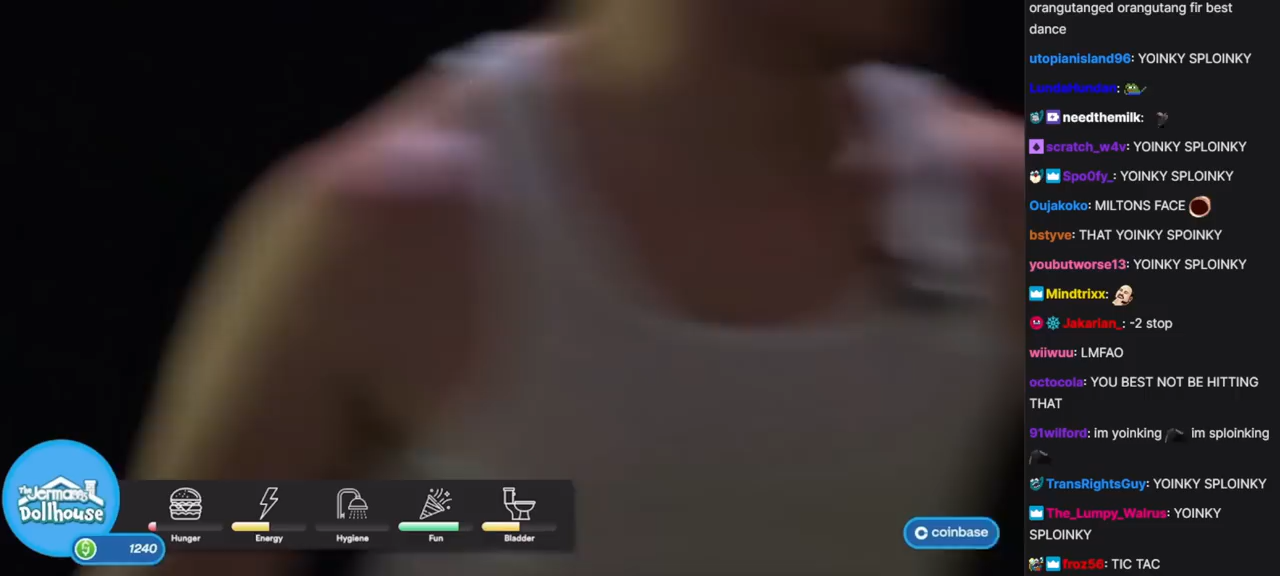 orangutanged orangutang fir best
dance
utopianisland96: YOINKY SPLOINKY
LundaHundan:
needthemilk:
scratch_w4v: YOINKY SPLOINKY
Spo0fy_: YOINKY SPLOINKY
Oujakoko: MILTONS FACE
bstyve: THAT YOINKY SPOINKY
youbutworse13: YOINKY SPLOINKY
Mindtrixx:
Jakarian_: -2 stop
wiiwuu: LMFAO
octocola: YOU BEST NOT BE HITTING
THAT
91wilford: im yoinking im sploinking
TransRightsGuy: YOINKY SPLOINKY
The_Lumpy_Walrus: YOINKY
SPLOINKY
froz56: TIC TAC
The Jerma985
Dollhouse
1240
Hunger
Energy
Hygiene
Fun
Bladder
coinbase